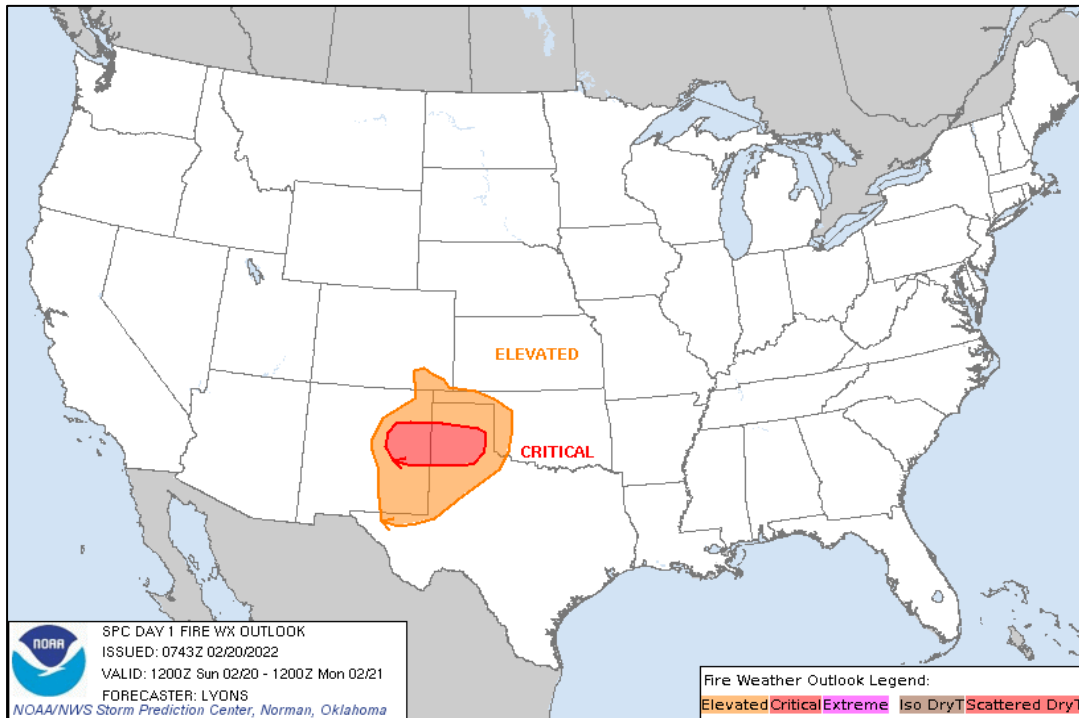 ELEVATED
CRITICAL
NOAA
SPC DAY 1 FIRE WX OUTLOOK
ISSUED: 0743Z 02/20/2022
VALID: 1200Z Sun 02/20 - 1200Z Mon 02/21
FORECASTER: LYONS
NOAA/NWS Storm Prediction Center, Norman, Oklahoma
Fire Weather Outlook Legend:
Elevated Critical Extreme Iso DryT Scattered DryT